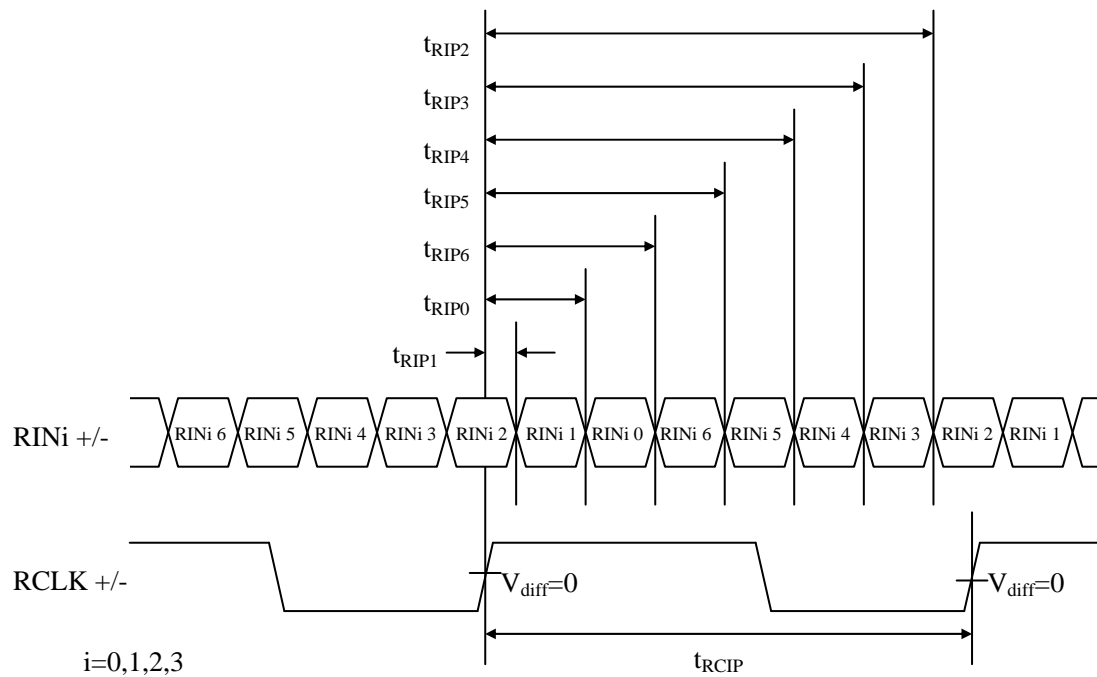 tRIP2
tRIP3
tRIP4
tRIP5
tRIP6
tRIP0
tRIP1
RINi +/- RINi 6 RINi 5 RINi 4 RINi 3 RINi 2 RINi 1 RINi 0 RINi 6 RINi 5 RINi 4 RINi 3 RINi 2 RINi 1
RCLK +/- Vdiff=0 Vdiff=0
i=0,1,2,3 tRCIP